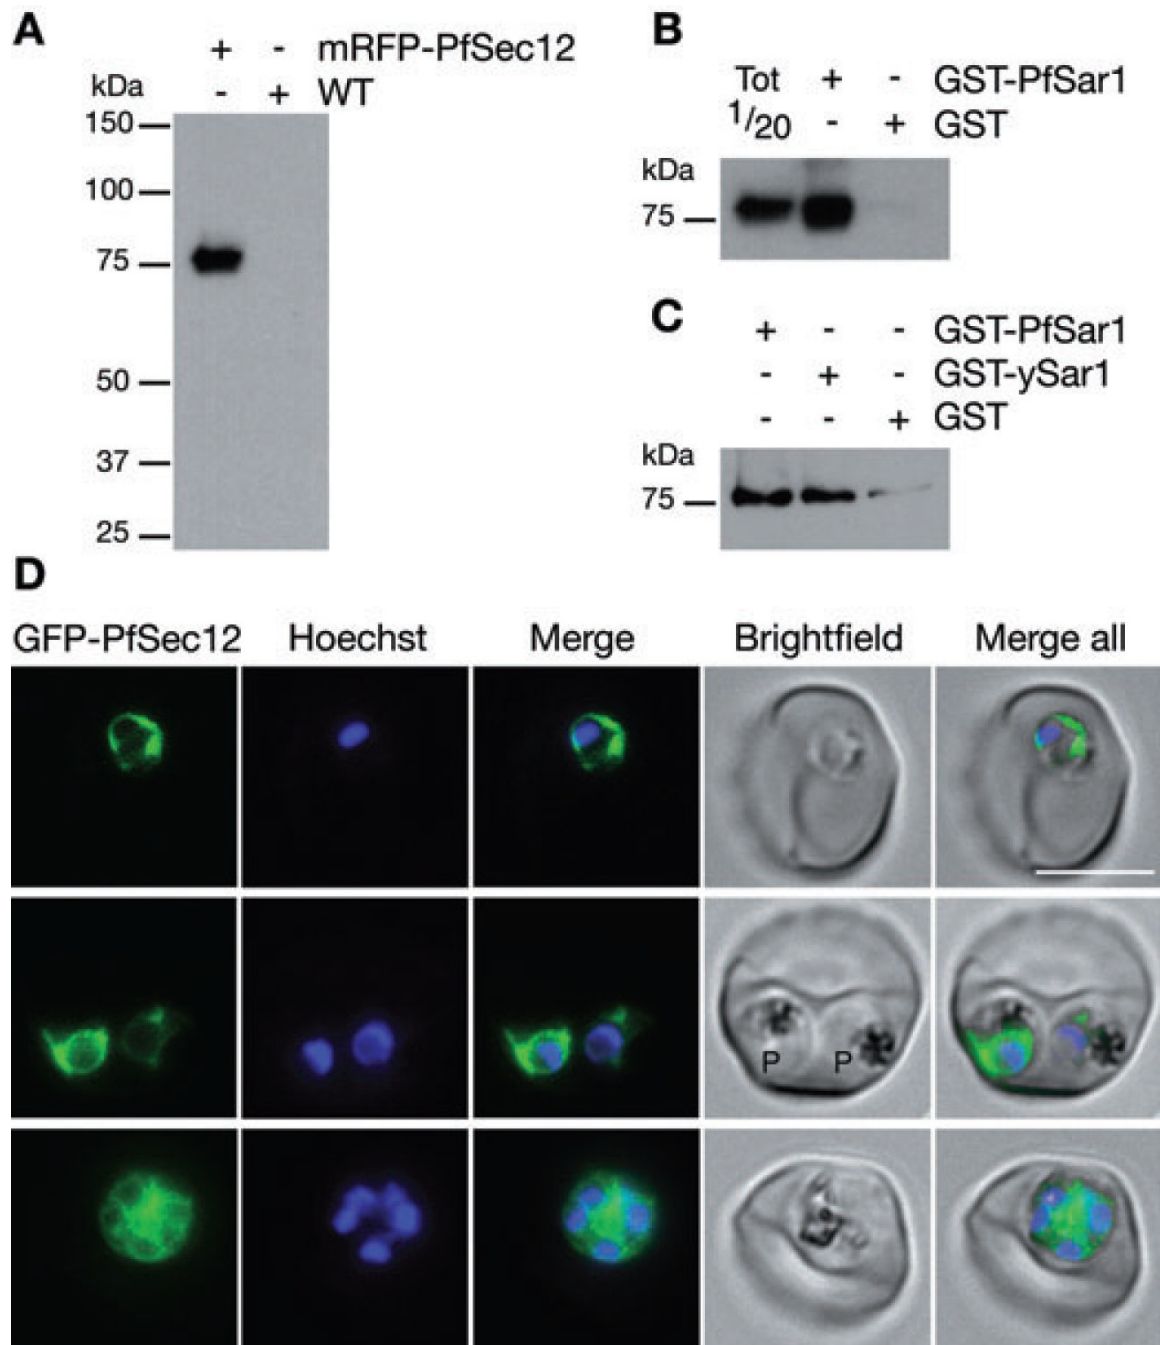 A
+ - mRFP-PfSec12
kDa - + WT
150
100
75
50
37
25
B
Tot + - GST-PfSar1
1/20 - + GST
kDa
75
C
+ - - GST-PfSar1
- + - GST-ySar1
- - + GST
kDa
75
D
GFP-PfSec12 Hoechst Merge Brightfield Merge all
P P